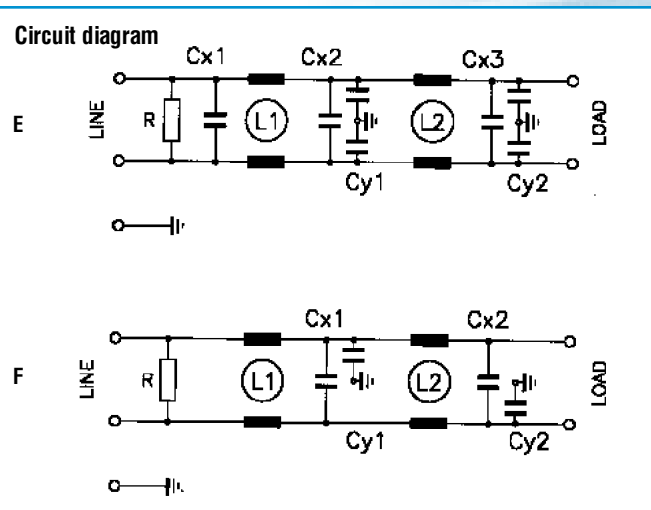 Circuit diagram
Cx1 Cx2 Cx3
E LINE R L1 L2 LOAD
Cy1 Cy2
Cx1 Cx2
F LINE R L1 L2 LOAD
Cy1 Cy2